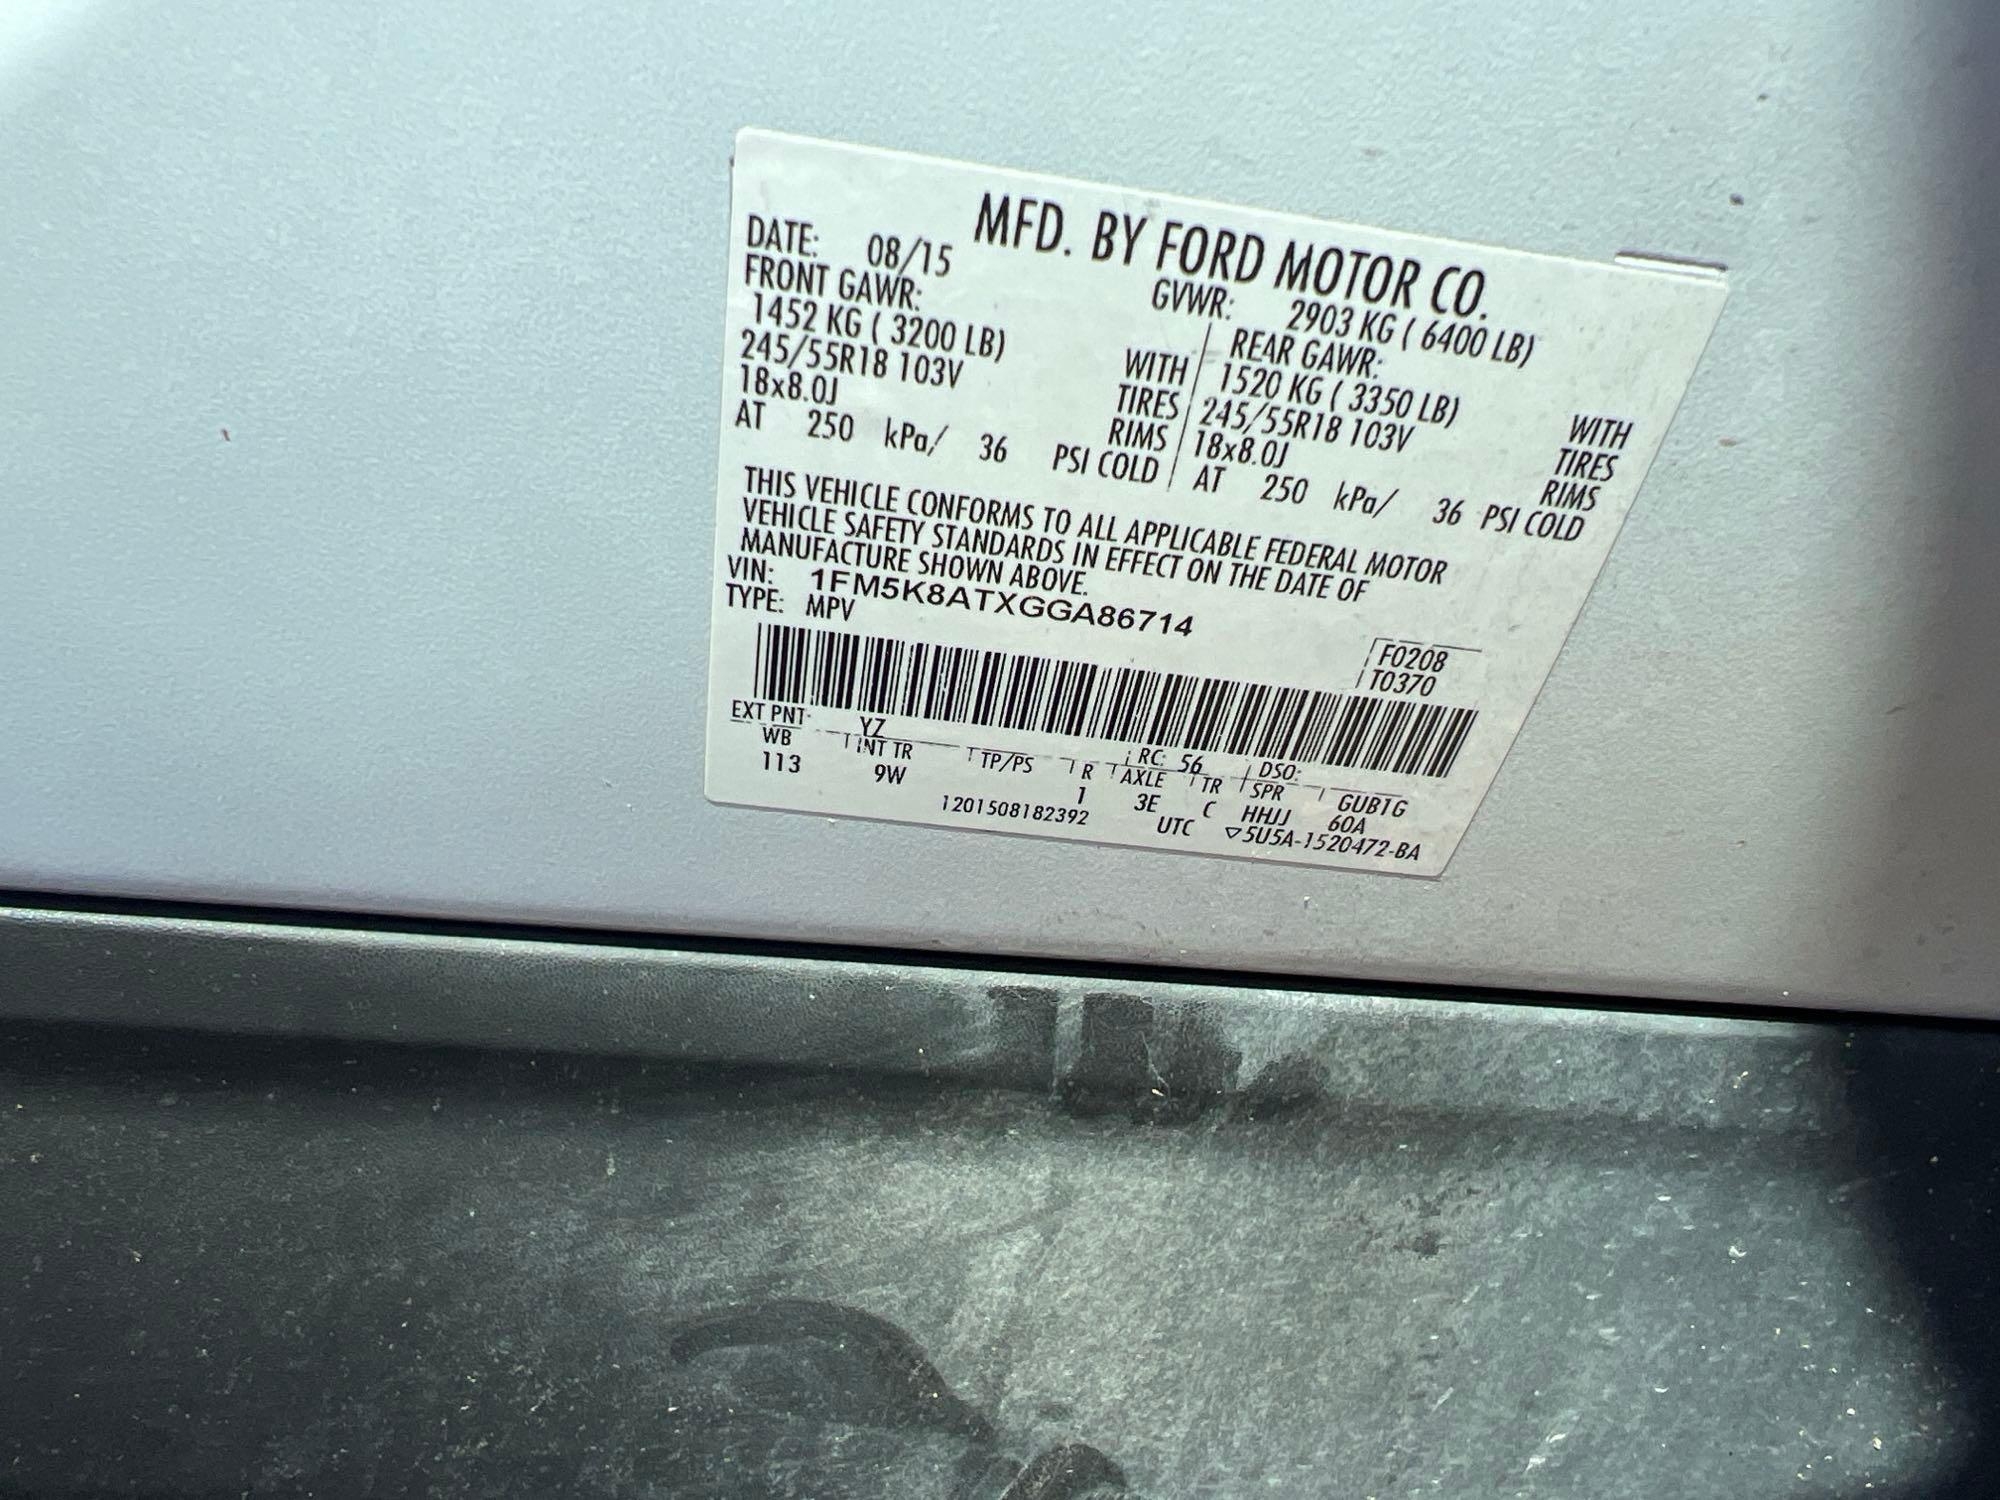 MFD. BY FORD MOTOR CO.
DATE: 08/15 GVWR: 2903 KG ( 6400 LB)
FRONT GAWR: REAR GAWR:
1452 KG ( 3200 LB) WITH 1520 KG ( 3350 LB) WITH
245/55R18 103V TIRES 245/55R18 103V TIRES
18x8.0J RIMS 18x8.0J RIMS
AT 250 kPa/ 36 PSI COLD AT 250 kPa/ 36 PSI COLD
THIS VEHICLE CONFORMS TO ALL APPLICABLE FEDERAL MOTOR
VEHICLE SAFETY STANDARDS IN EFFECT ON THE DATE OF
MANUFACTURE SHOWN ABOVE.
VIN: 1FM5K8ATXGGA86714
TYPE: MPV
F0208
T0370
EXT PNT: YZ RC: 56 DSO:
WB INT TR TP/PS R AXLE TR SPR GUB1G
113 9W 1 3E C HHJJ 60A
1201508182392 UTC ▽5U5A-1520472-BA